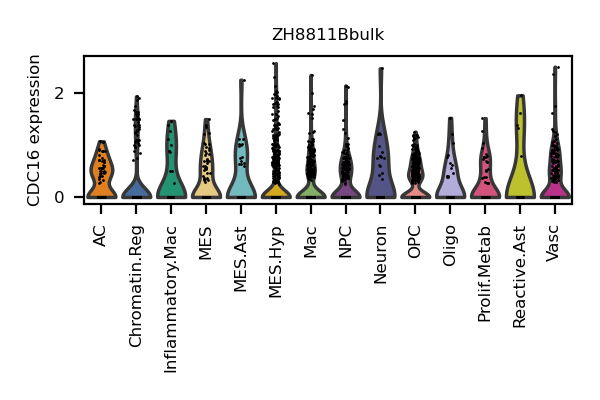 ZH8811Bbulk
CDC16 expression
2
0
AC
Chromatin.Reg
Inflammatory.Mac
MES
MES.Ast
MES.Hyp
Mac
NPC
Neuron
OPC
Oligo
Prolif.Metab
Reactive.Ast
Vasc